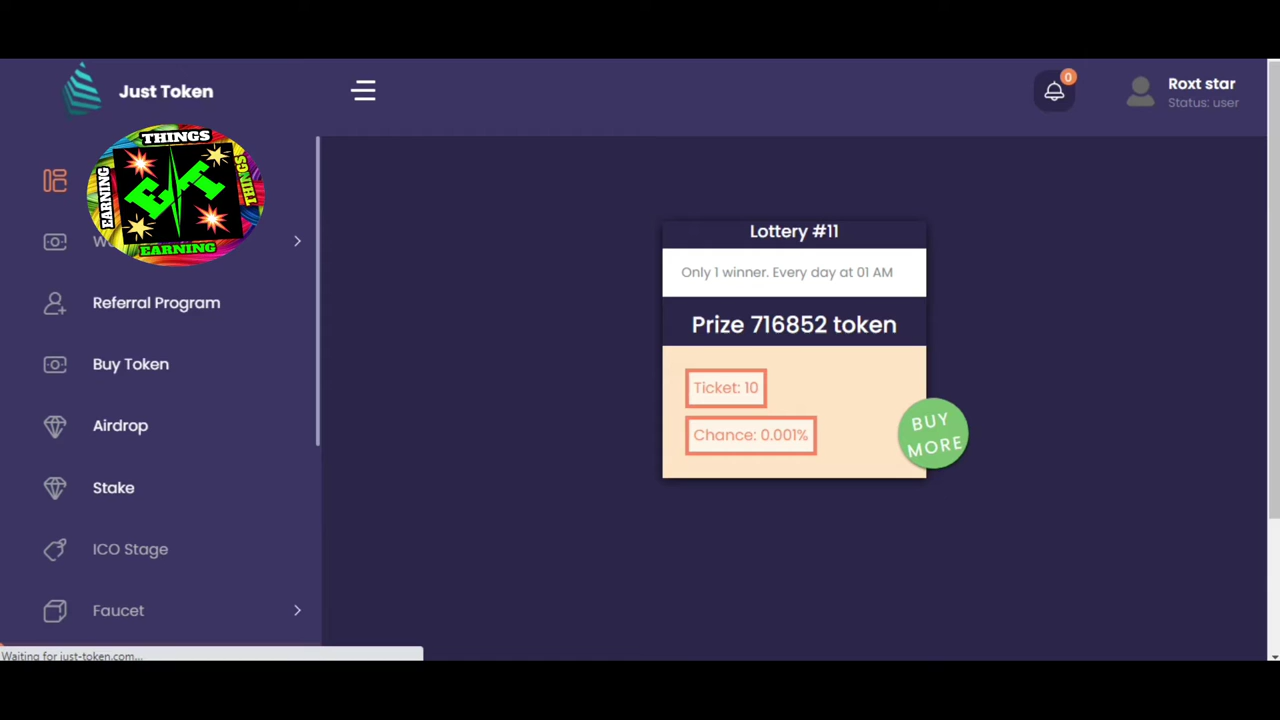 Just Token
0
Roxt star
Status: user
THINGS
EARNING
THINGS
ET
EARNING
Lottery #11
Only 1 winner. Every day at 01 AM
Referral Program
Prize 716852 token
Buy Token
Ticket: 10
BUY
MORE
Airdrop
Chance: 0.001%
Stake
ICO Stage
Faucet
Waiting for just-token.com...